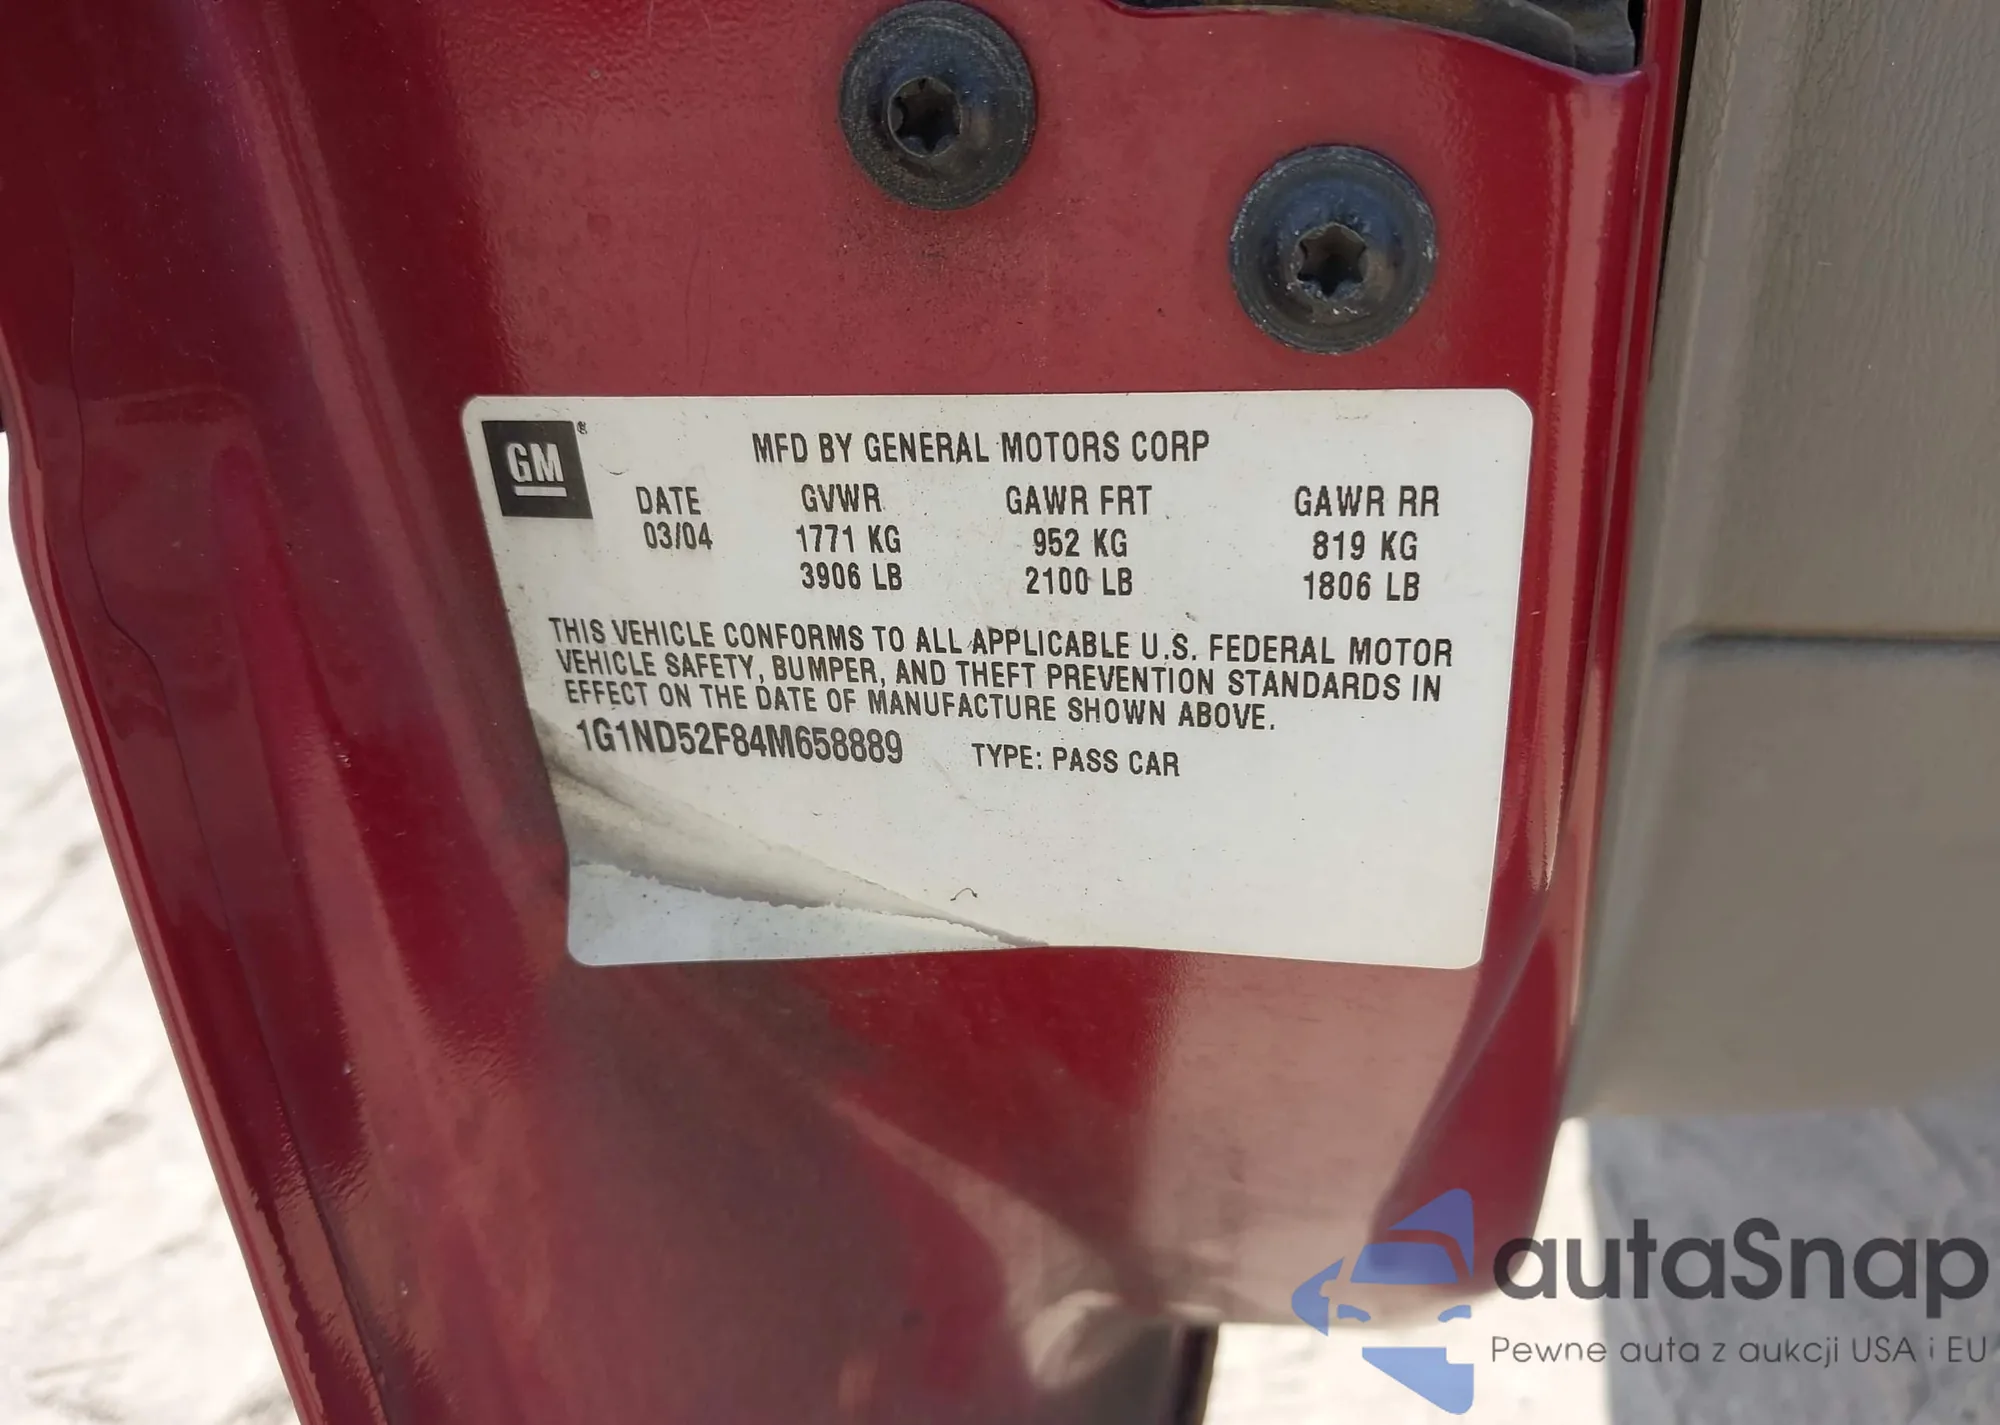 GM®
MFD BY GENERAL MOTORS CORP
DATE GVWR GAWR FRT GAWR RR
03/04 1771 KG 952 KG 819 KG
3906 LB 2100 LB 1806 LB
THIS VEHICLE CONFORMS TO ALL APPLICABLE U.S. FEDERAL MOTOR
VEHICLE SAFETY, BUMPER, AND THEFT PREVENTION STANDARDS IN
EFFECT ON THE DATE OF MANUFACTURE SHOWN ABOVE.
1G1ND52F84M658889 TYPE: PASS CAR
autaSnap
Pewne auta z aukcji USA i EU